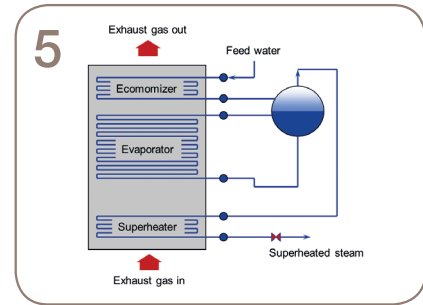 5
Exhaust gas out
Feed water
Ecomomizer
Evaporator
Superheater
Superheated steam
Exhaust gas in